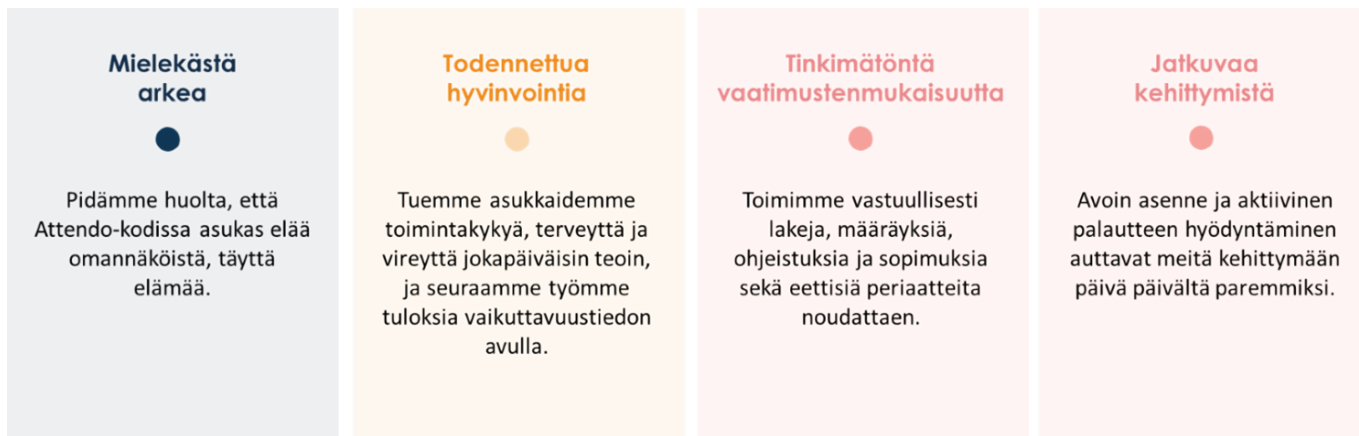 Mielekästä
arkea
Pidämme huolta, että
Attendo-kodissa asukas elää
omannäköistä, täyttä
elämää.
Todennettua
hyvinvointia
Tuemme asukkaidemme
toimintakykyä, terveyttä ja
vireyttä jokapäiväisin teoin,
ja seuraamme työmme
tuloksia vaikuttavuustiedon
avulla.
Tinkimätöntä
vaatimustenmukaisuutta
Toimimme vastuullisesti
lakeja, määräyksiä,
ohjeistuksia ja sopimuksia
sekä eettisiä periaatteita
noudattaen.
Jatkuvaa
kehittymistä
Avoin asenne ja aktiivinen
palautteen hyödyntäminen
auttavat meitä kehittymään
päivä päivältä paremmiksi.